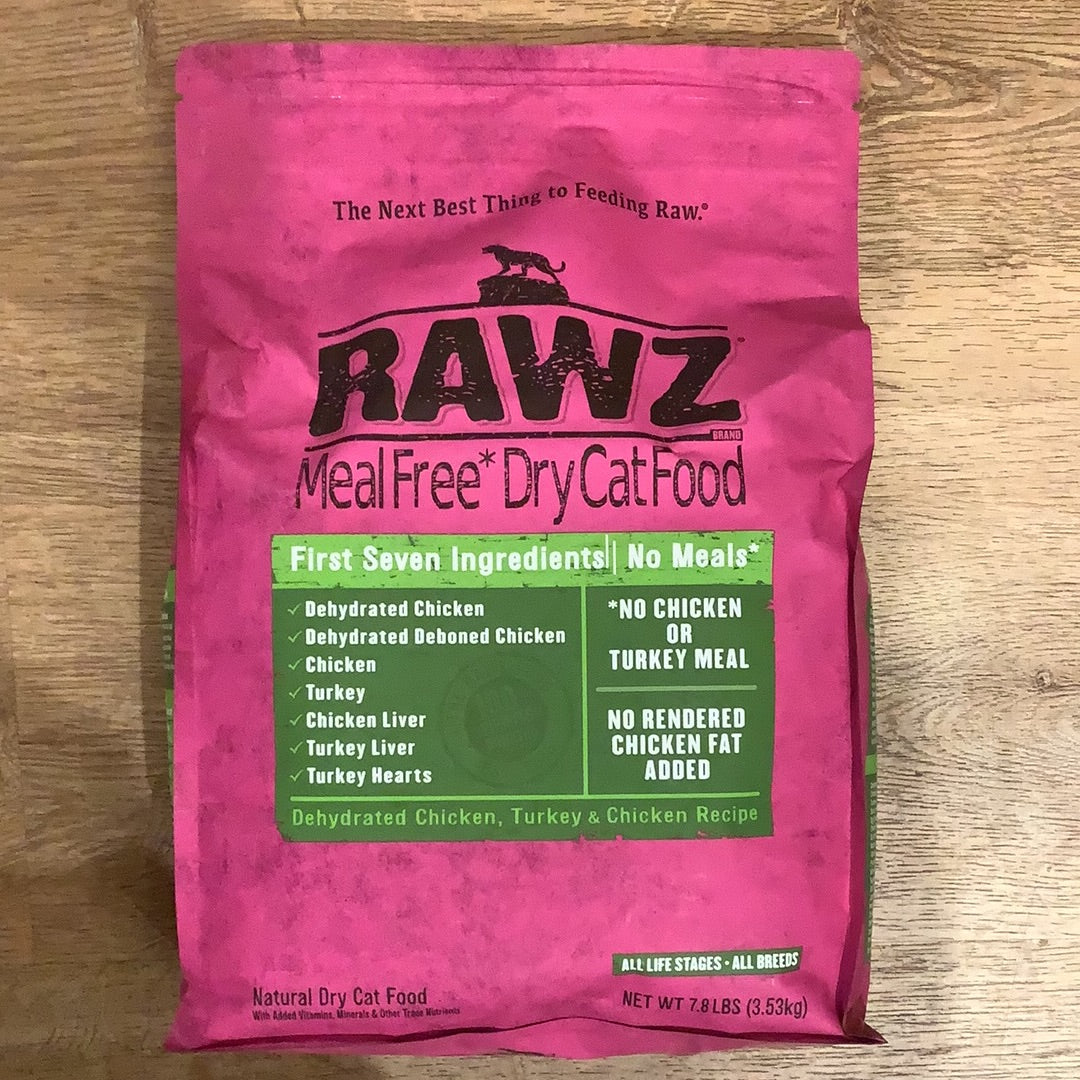 The Next Best Thing to Feeding Raw.®
RAWZ
BRAND
Meal Free* Dry Cat Food
First Seven Ingredients
Dehydrated Chicken
Dehydrated Deboned Chicken
Chicken
Turkey
Chicken Liver
Turkey Liver
Turkey Hearts
No Meals*
*NO CHICKEN
OR
TURKEY MEAL
NO RENDERED
CHICKEN FAT
ADDED
Dehydrated Chicken, Turkey & Chicken Recipe
ALL LIFE STAGES • ALL BREEDS
Natural Dry Cat Food
With Added Vitamins, Minerals & Other Trace Nutrients
NET WT 7.8 LBS (3.53kg)